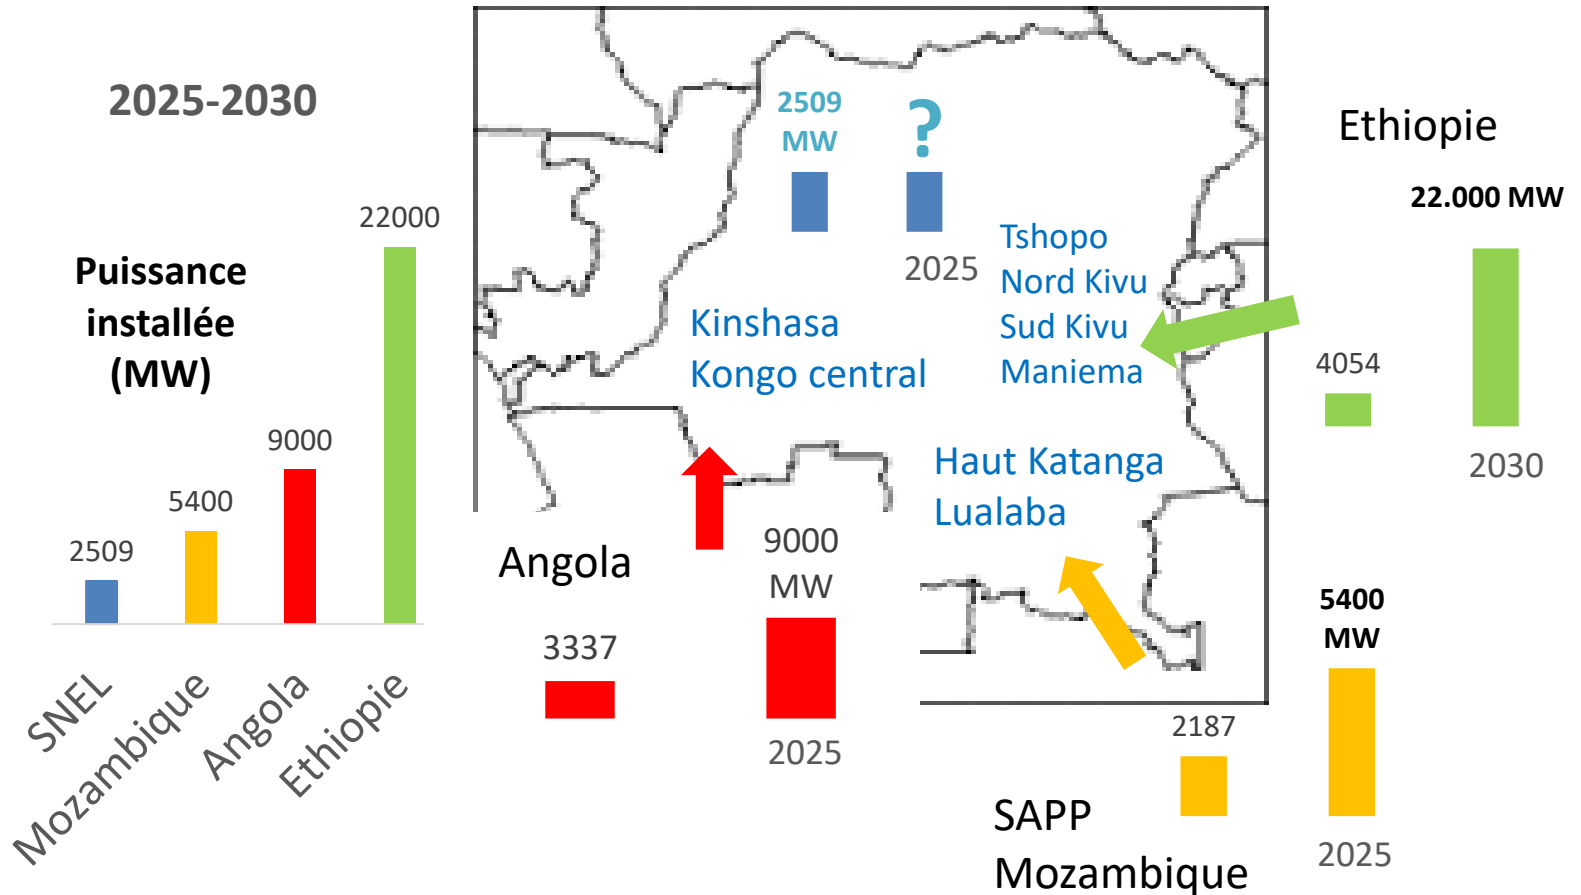 2025-2030
Puissance
installée
(MW)
22000
9000
5400
2509
SNEL
Mozambique
Angola
Ethiopie
2509
MW
?
2025
Tshopo
Nord Kivu
Sud Kivu
Maniema
Kinshasa
Kongo central
Haut Katanga
Lualaba
Ethiopie
22.000 MW
4054
2030
Angola
9000
MW
3337
2025
5400
MW
2187
SAPP
Mozambique
2025